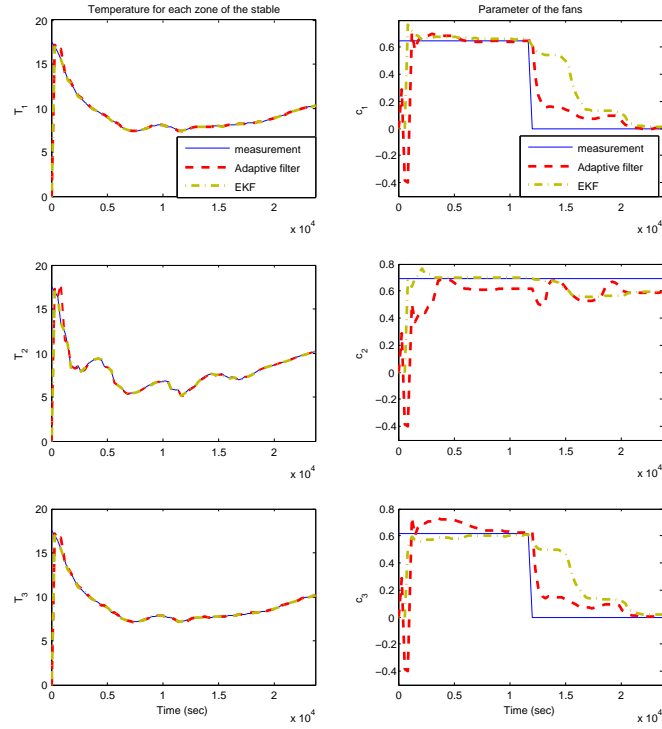 Temperature for each zone of the stable
20
15
10
5
0
T1
0
0.5
1
1.5
2
x 10^4
measurement
Adaptive filter
EKF
Parameter of the fans
0.6
0.4
0.2
0
−0.2
−0.4
c1
0
0.5
1
1.5
2
x 10^4
measurement
Adaptive filter
EKF
20
15
10
5
0
T2
0
0.5
1
1.5
2
x 10^4
0.8
0.6
0.4
0.2
0
−0.2
−0.4
c2
0
0.5
1
1.5
2
x 10^4
20
15
10
5
0
T3
0
0.5
1
1.5
2
Time (sec)
x 10^4
0.8
0.6
0.4
0.2
0
−0.2
−0.4
c3
0
0.5
1
1.5
2
Time (sec)
x 10^4